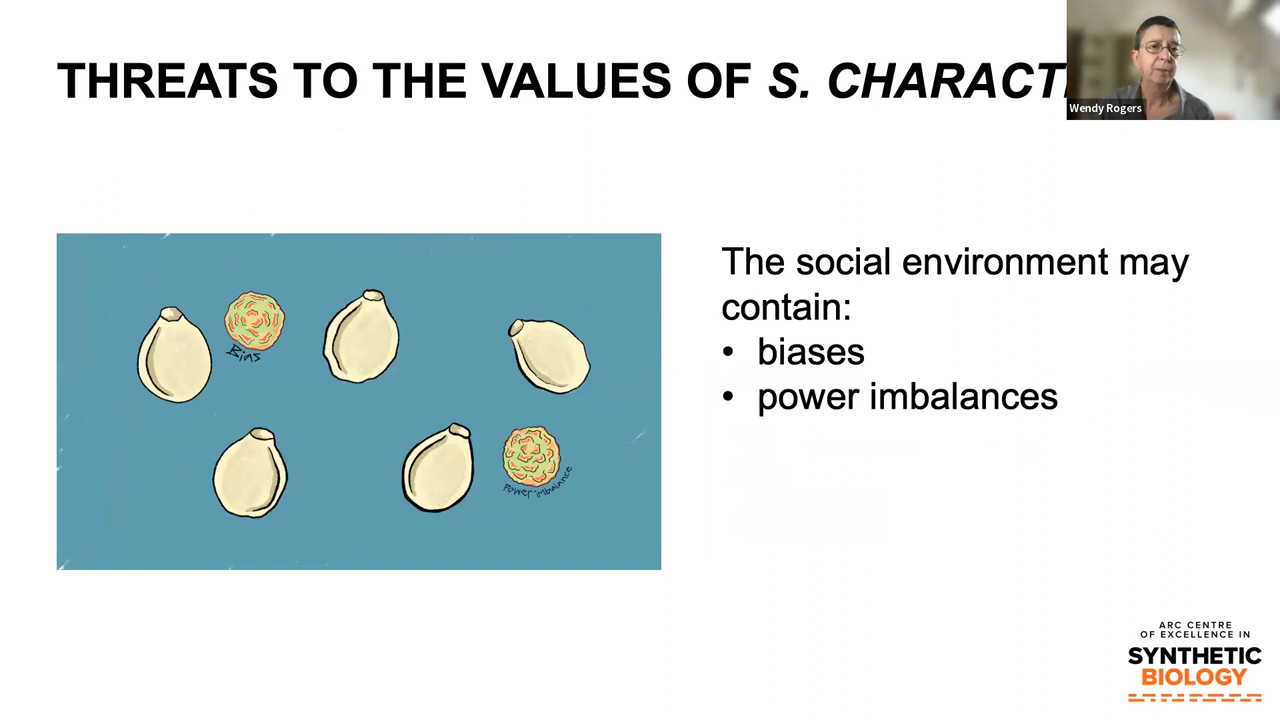 THREATS TO THE VALUES OF S. CHARACT
Wendy Rogers
The social environment may
contain:
• biases
• power imbalances
Bias
Power imbalance
ARC CENTRE
OF EXCELLENCE IN
SYNTHETIC
BIOLOGY